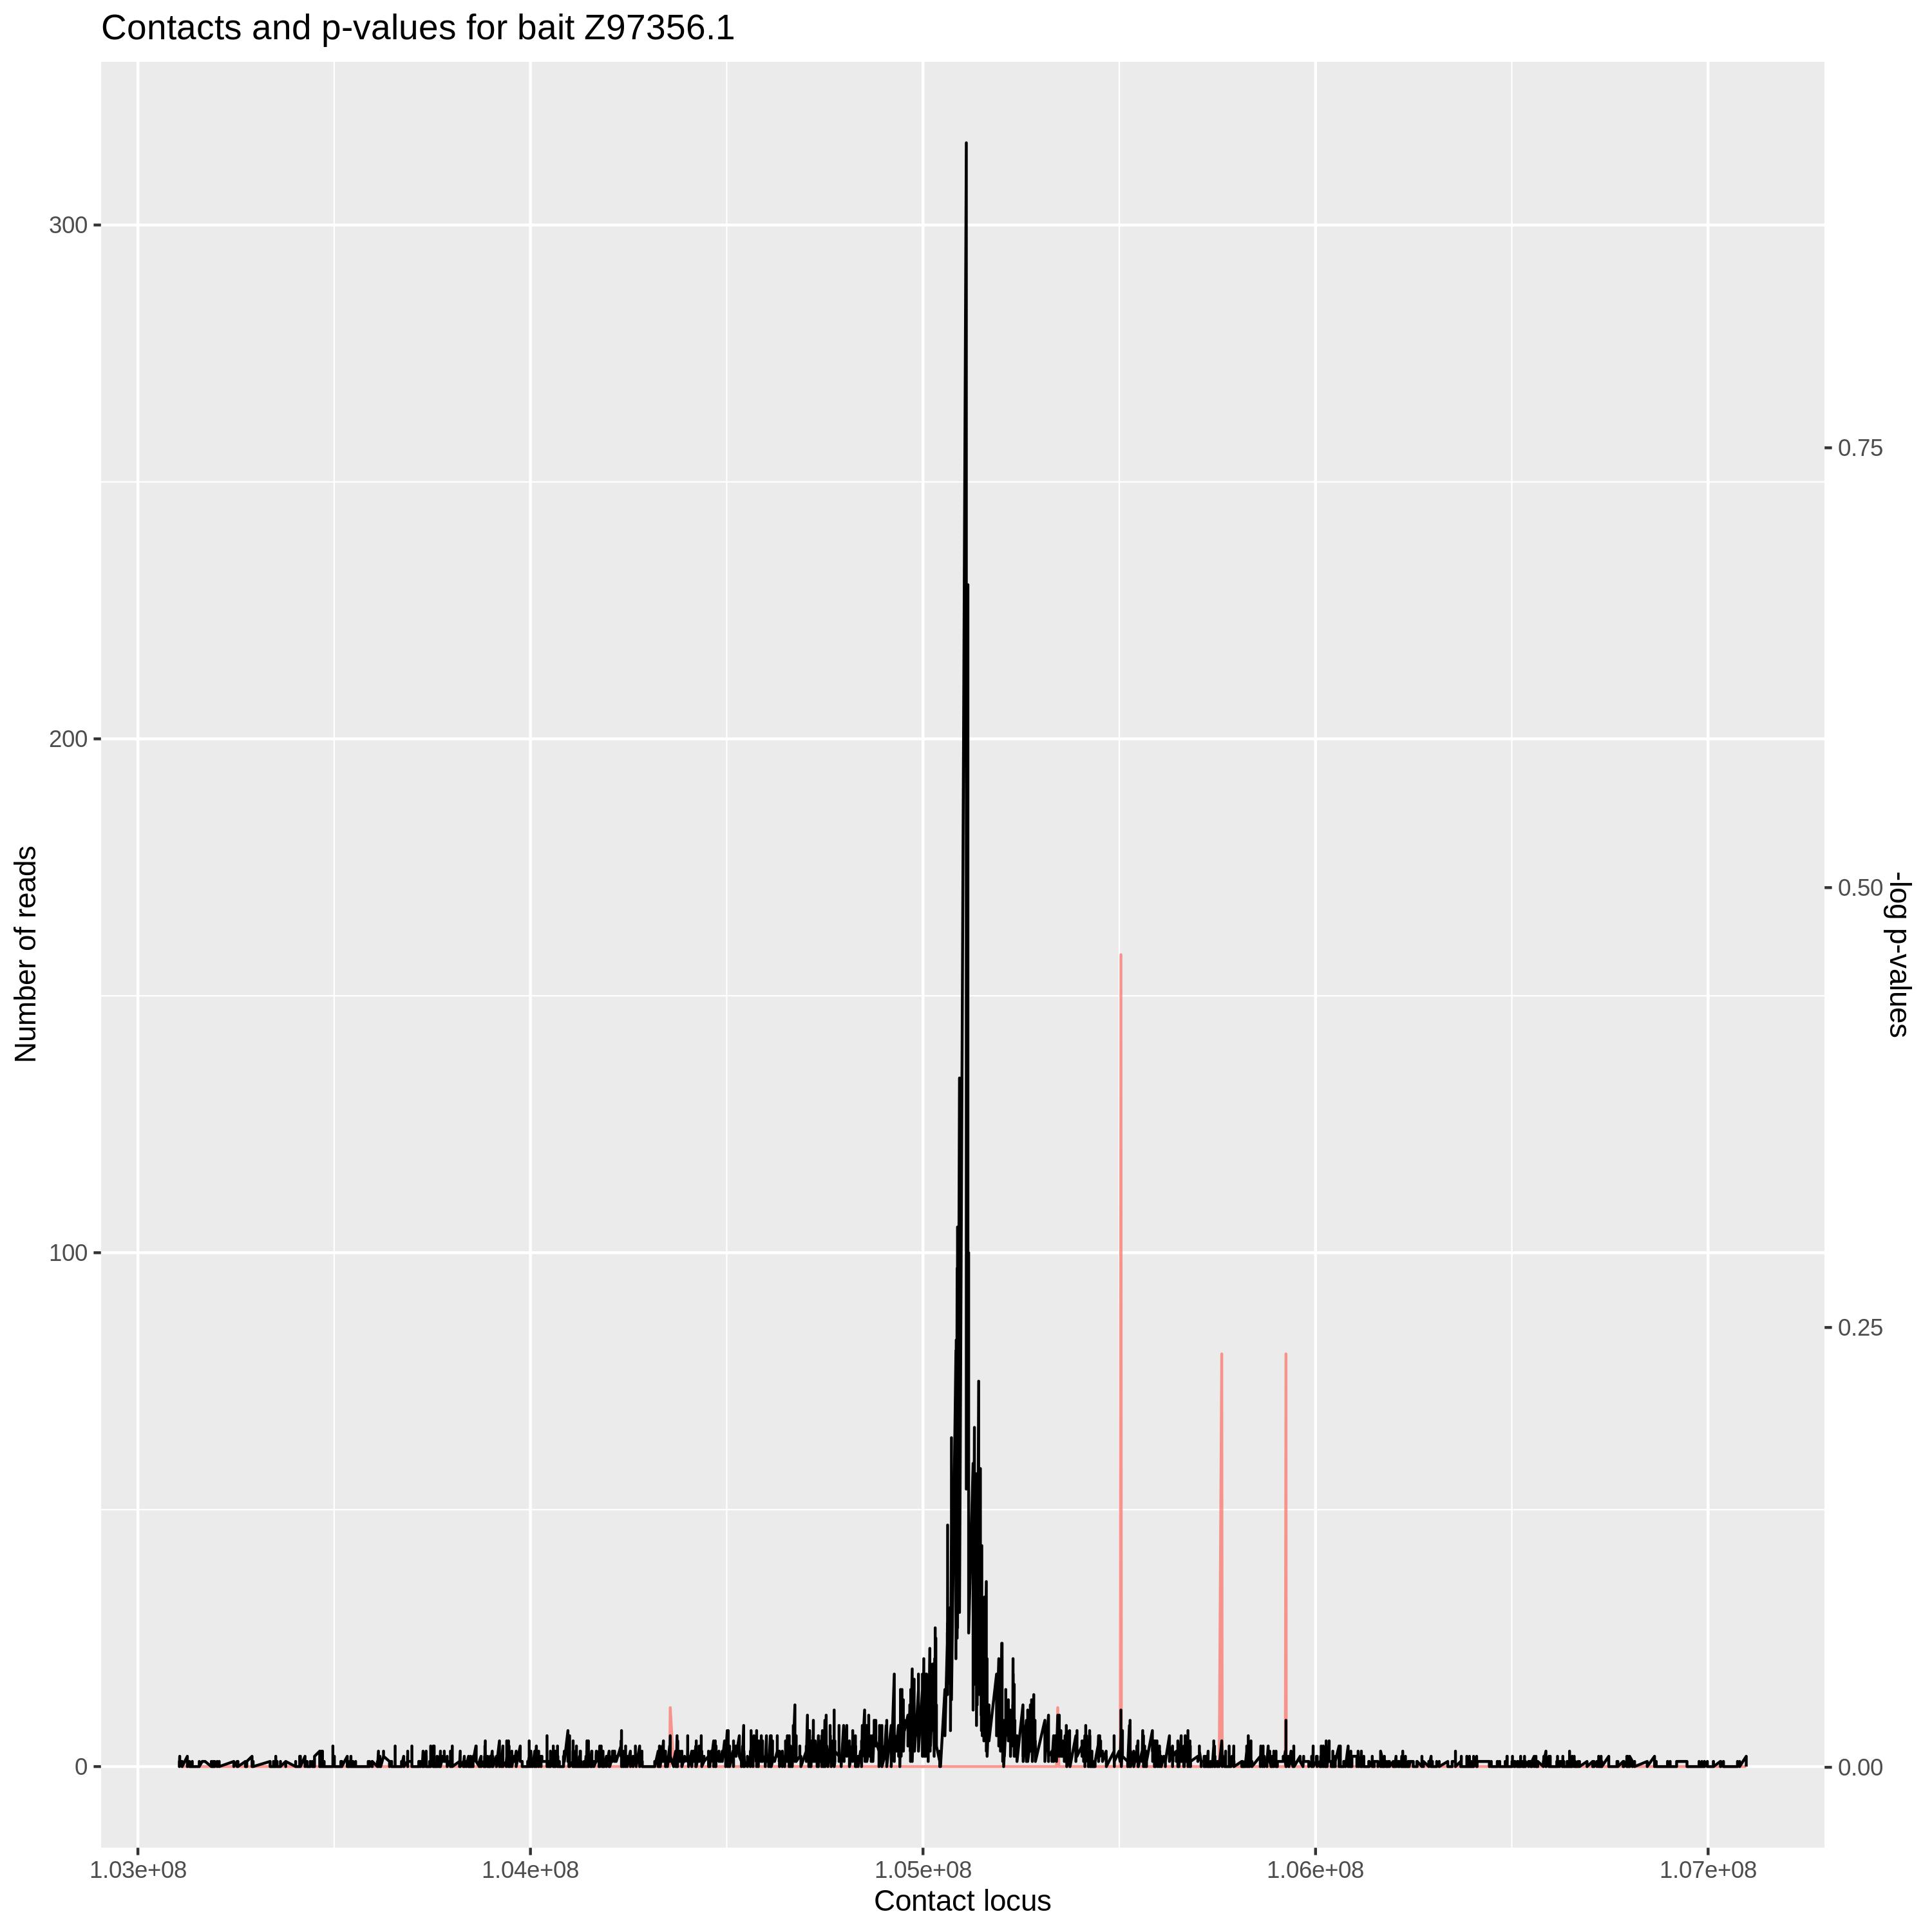 Contacts and p-values for bait Z97356.1
300
200
100
0
Number of reads
0.75
0.50
0.25
0.00
-log p-values
1.03e+08
1.04e+08
1.05e+08
1.06e+08
1.07e+08
Contact locus